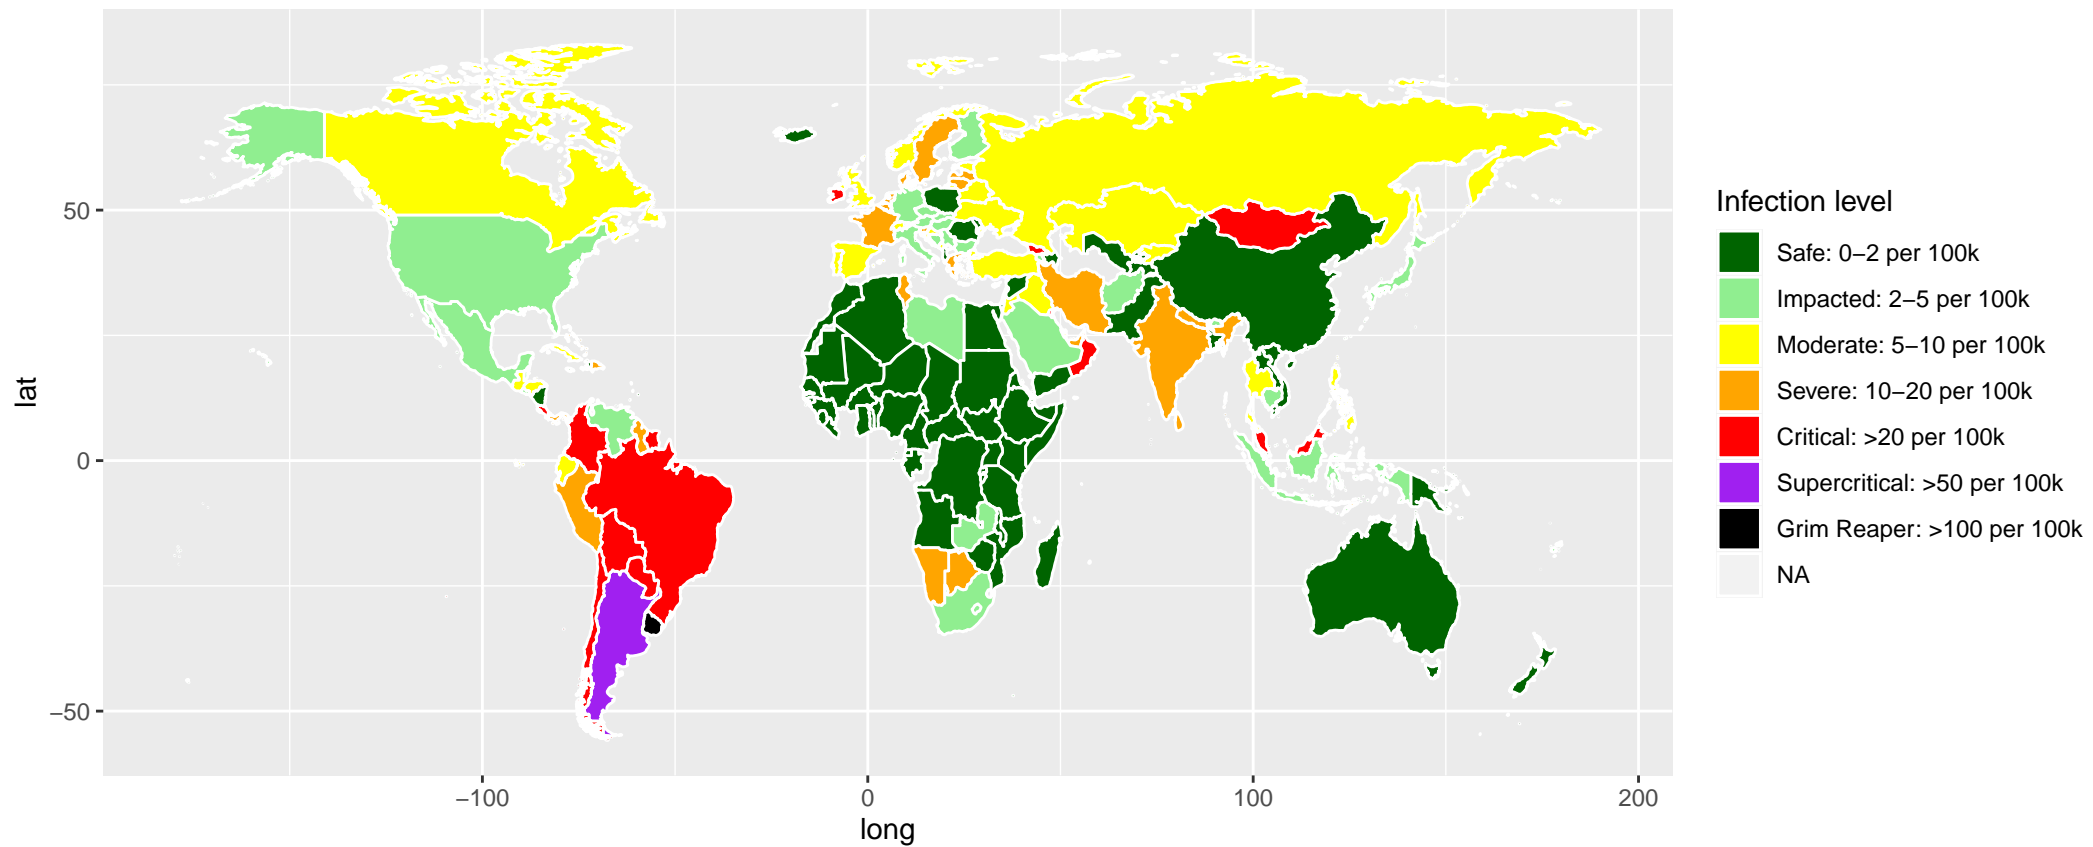 50
0
−50
lat
−100
0
100
200
long
Infection level
Safe: 0−2 per 100k
Impacted: 2−5 per 100k
Moderate: 5−10 per 100k
Severe: 10−20 per 100k
Critical: >20 per 100k
Supercritical: >50 per 100k
Grim Reaper: >100 per 100k
NA